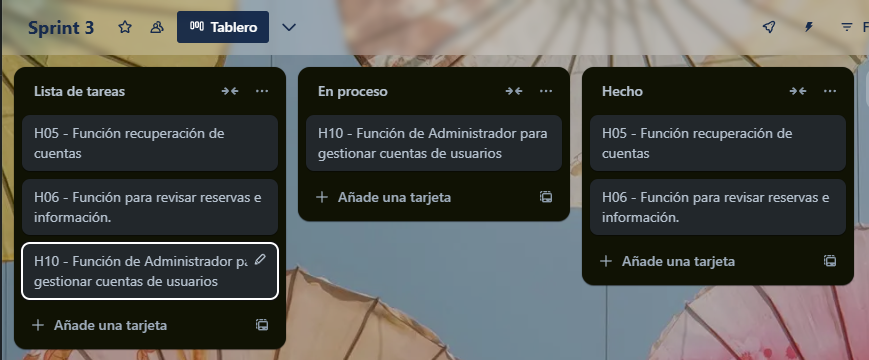 Sprint 3
Tablero
F
Lista de tareas
H05 - Función recuperación de
cuentas
H06 - Función para revisar reservas e
información.
H10 - Función de Administrador
gestionar cuentas de usuarios
Añade una tarjeta
En proceso
H10 - Función de Administrador para
gestionar cuentas de usuarios
Añade una tarjeta
Hecho
H05 - Función recuperación de
cuentas
H06 - Función para revisar reservas e
información.
Añade una tarjeta